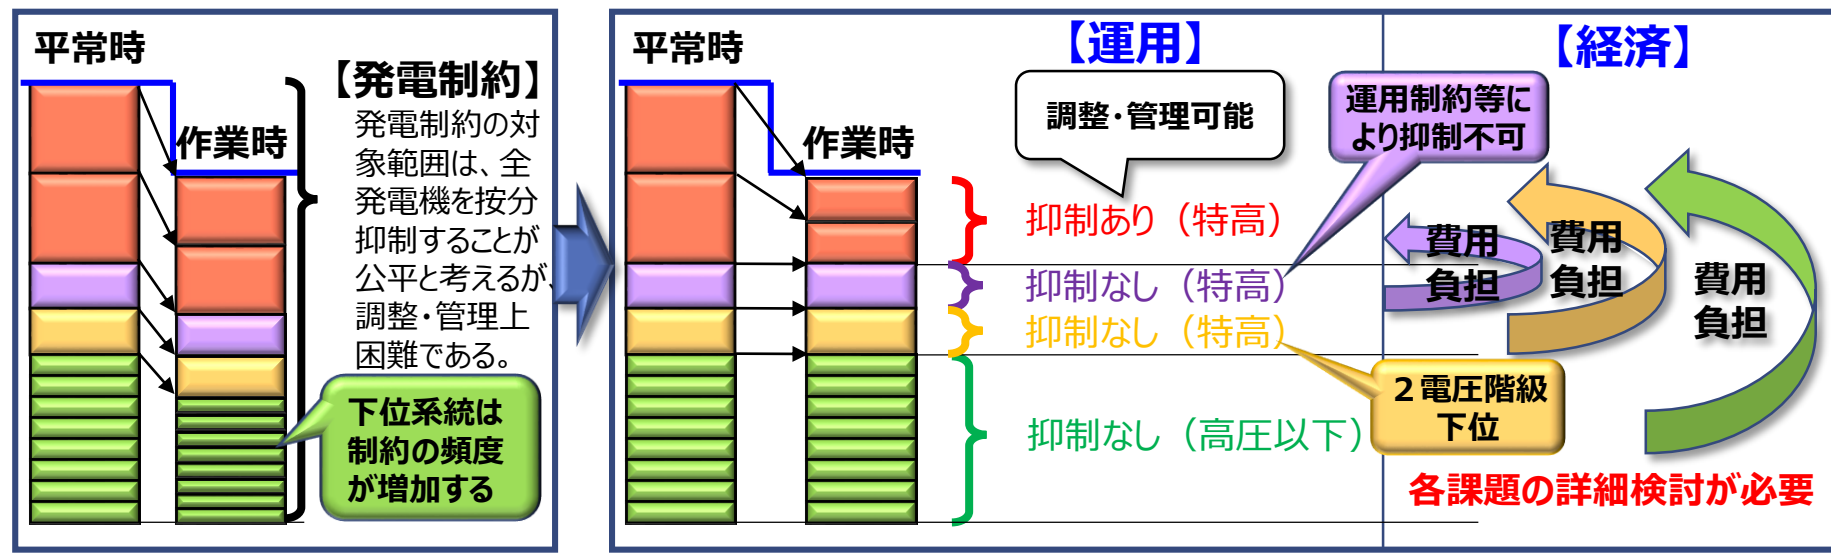 平常時
作業時
【発電制約】
発電制約の対
象範囲は、全
発電機を按分
抑制することが
公平と考えるが、
調整・管理上
困難である。
下位系統は
制約の頻度
が増加する
平常時
作業時
【運用】
調整・管理可能
運用制約等に
より抑制不可
抑制あり（特高）
抑制なし（特高）
抑制なし（特高）
２電圧階級
下位
抑制なし（高圧以下）
【経済】
費用
負担
費用
負担
費用
負担
各課題の詳細検討が必要